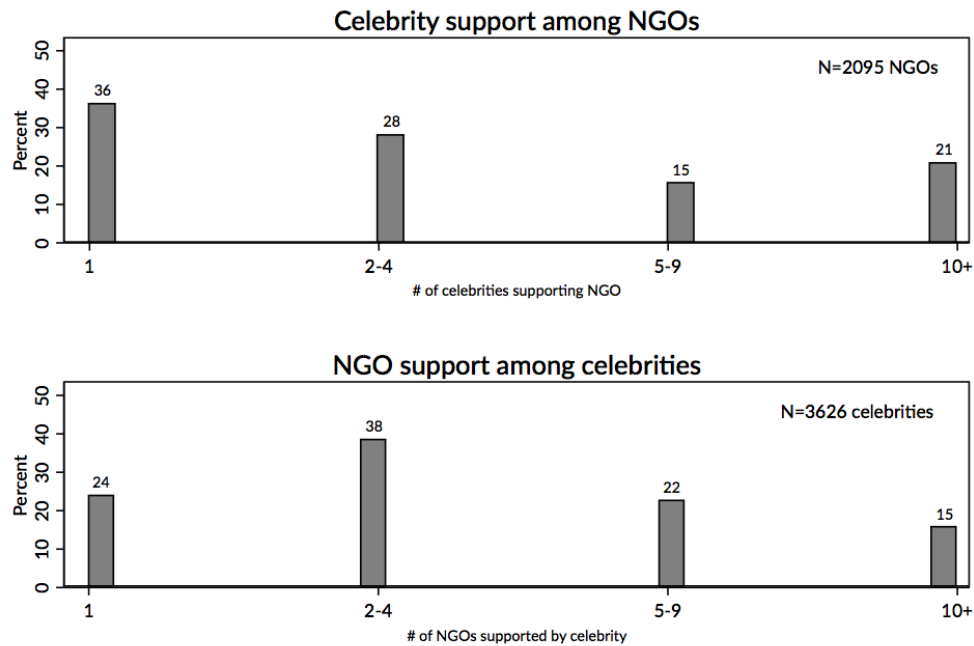 Celebrity support among NGOs
N=2095 NGOs
Percent
50
40
30
20
10
0
36
28
15
21
1 2-4 5-9 10+
# of celebrities supporting NGO
NGO support among celebrities
N=3626 celebrities
Percent
50
40
30
20
10
0
24
38
22
15
1 2-4 5-9 10+
# of NGOs supported by celebrity